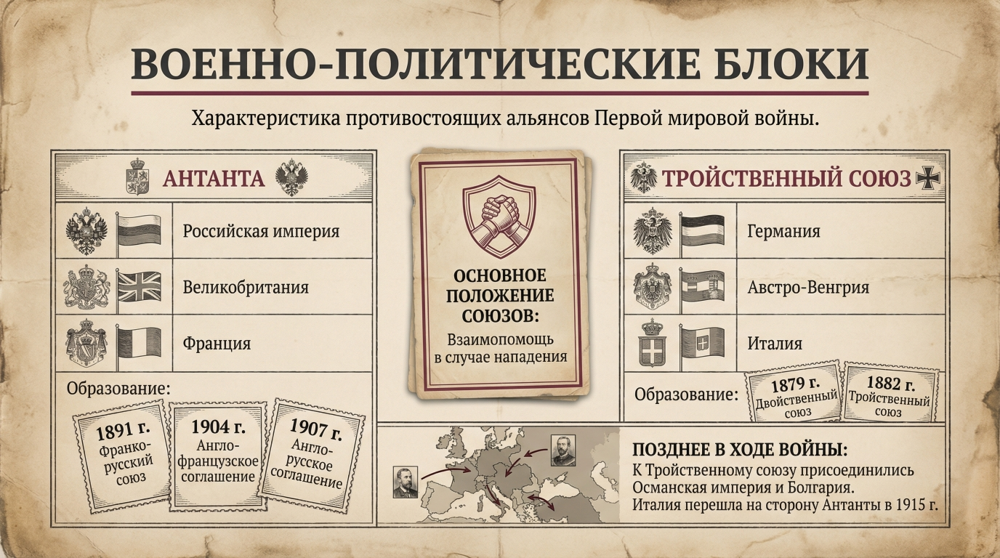 ВОЕННО-ПОЛИТИЧЕСКИЕ БЛОКИ
Характеристика противостоящих альянсов Первой мировой войны.
АНТАНТА
Российская империя
Великобритания
Франция
Образование:
1891 г.
Франко-
русский
союз
1904 г.
Англо-
французское
соглашение
1907 г.
Англо-
русское
соглашение
ОСНОВНОЕ
ПОЛОЖЕНИЕ
СОЮЗОВ:
Взаимопомощь
в случае нападения
ТРОЙСТВЕННЫЙ СОЮЗ
Германия
Австро-Венгрия
Италия
Образование:
1879 г.
Двойственный
союз
1882 г.
Тройственный
союз
ПОЗДНЕЕ В ХОДЕ ВОЙНЫ:
К Тройственному союзу присоединились
Османская империя и Болгария.
Италия перешла на сторону Антанты в 1915 г.